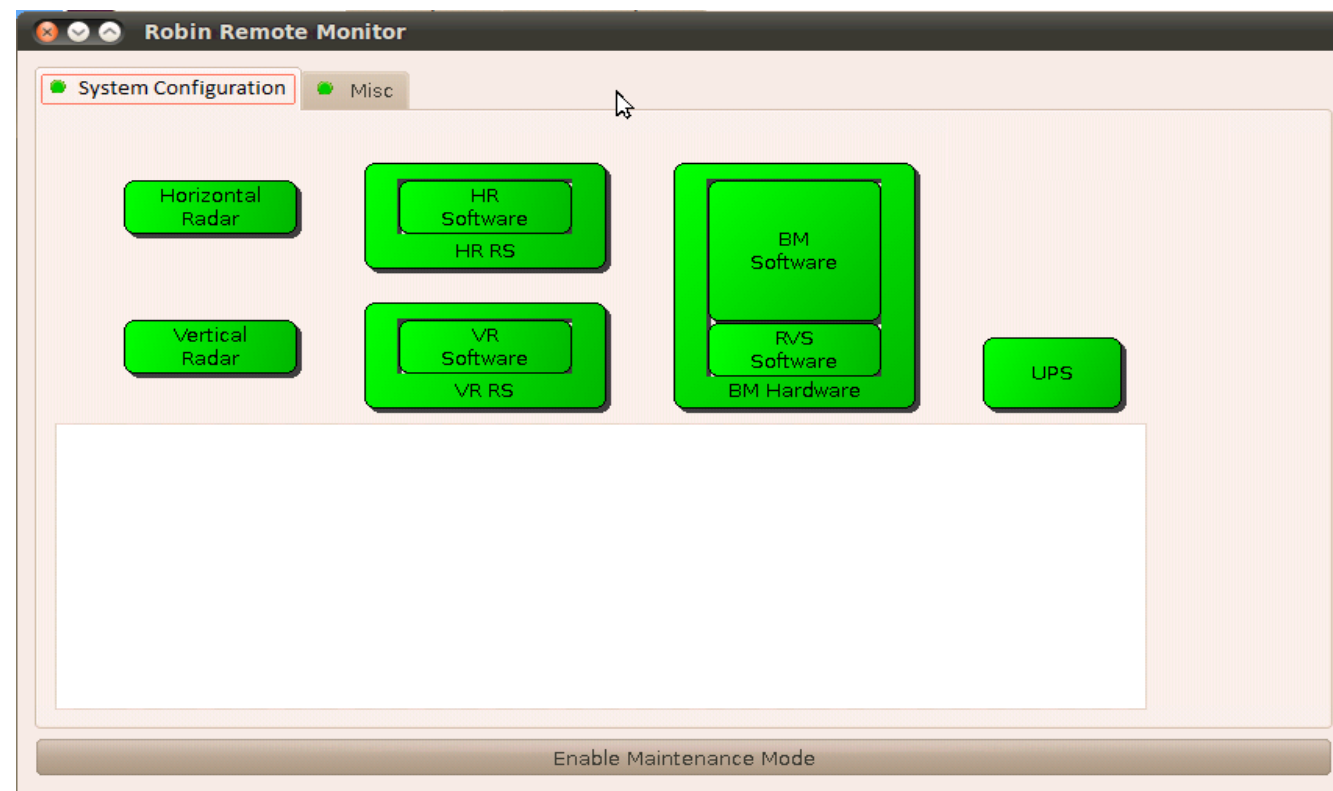 Robin Remote Monitor
System Configuration
Misc
Horizontal
Radar
HR
Software
HR RS
BM
Software
Vertical
Radar
VR
Software
VR RS
RVS
Software
BM Hardware
UPS
Enable Maintenance Mode